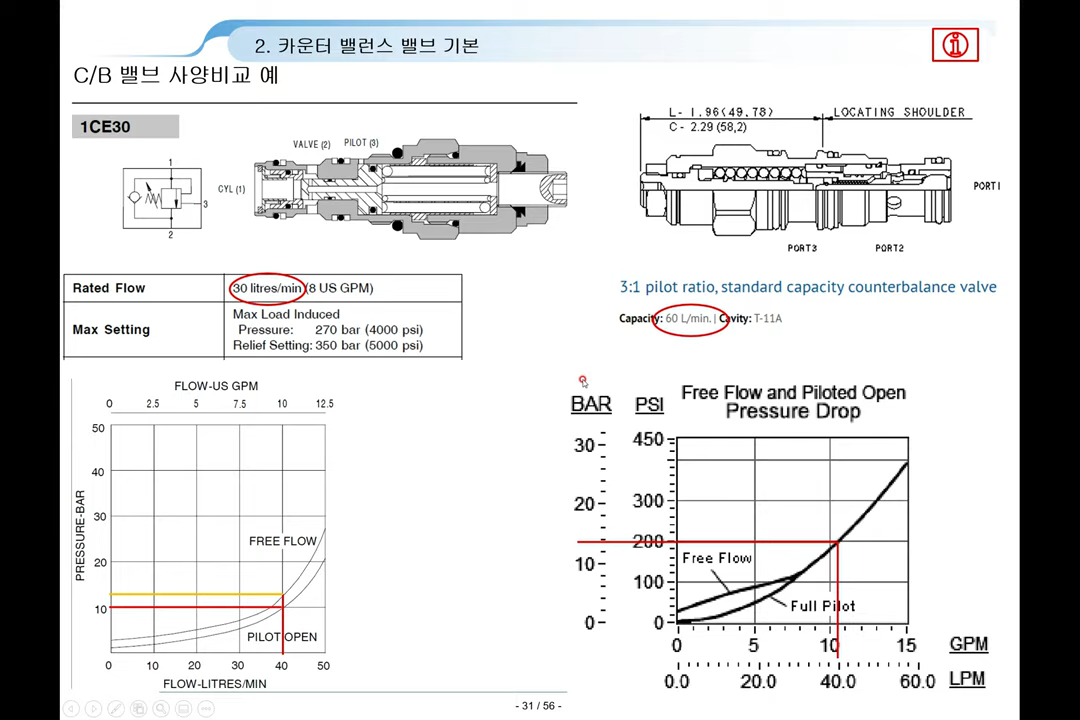 2. 카운터 밸런스 밸브 기본
C/B 밸브 사양비교 예
1CE30
1
3
2
VALVE (2)
PILOT (3)
CYL (1)
L- 1.96(49.78)
C - 2.29 (58,2)
LOCATING SHOULDER
PORT1
PORT3
PORT2
Rated Flow
30 litres/min (8 US GPM)
Max Setting
Max Load Induced
Pressure: 270 bar (4000 psi)
Relief Setting: 350 bar (5000 psi)
3:1 pilot ratio, standard capacity counterbalance valve
Capacity: 60 L/min. | Cavity: T-11A
FLOW-US GPM
0 2.5 5 7.5 10 12.5
50
40
30
20
10
PRESSURE-BAR
FREE FLOW
PILOT OPEN
0 10 20 30 40 50
FLOW-LITRES/MIN
Free Flow and Piloted Open
Pressure Drop
BAR PSI
30
20
10
0
450
300
200
100
0
Free Flow
Full Pilot
0 5 10 15 GPM
0.0 20.0 40.0 60.0 LPM
- 31 / 56 -